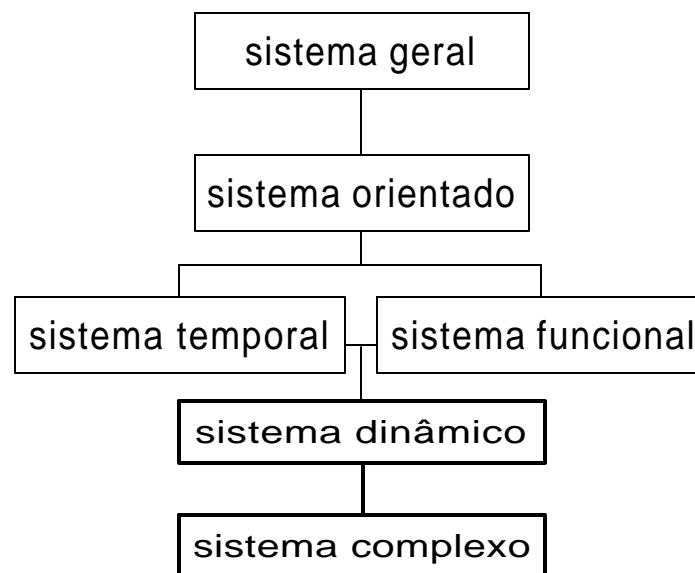 sistema geral
sistema orientado
sistema temporal
sistema funcional
sistema dinâmico
sistema complexo